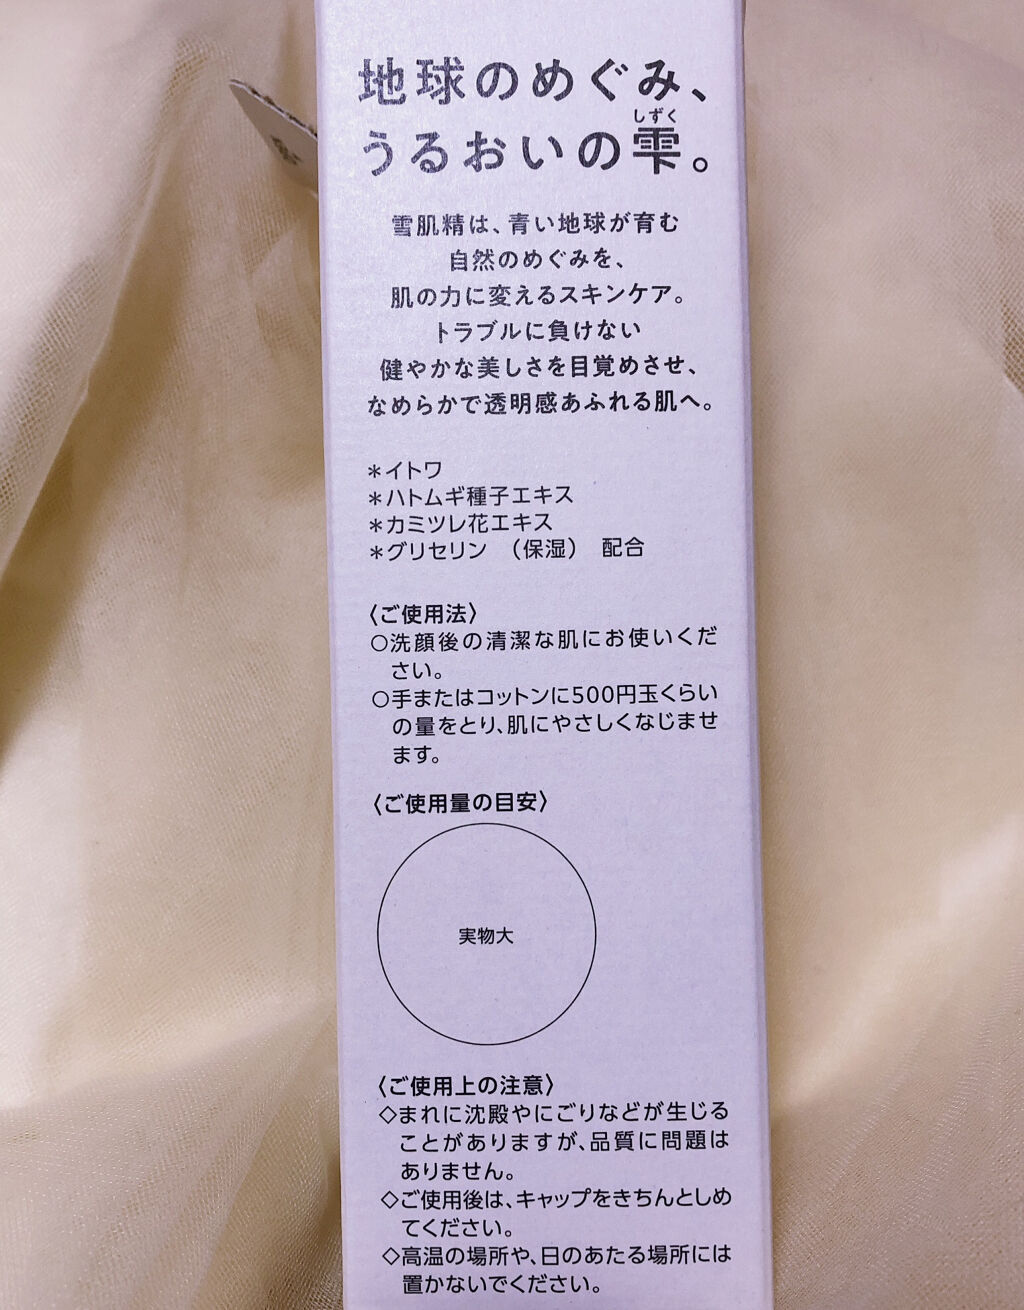 地球のめぐみ、
しずく
うるおいの雫。
雪肌精は、青い地球が育む
自然のめぐみを、
肌の力に変えるスキンケア。
トラブルに負けない
健やかな美しさを目覚めさせ、
なめらかで透明感あふれる肌へ。
＊イトワ
＊ハトムギ種子エキス
＊カミツレ花エキス
＊グリセリン （保湿） 配合
〈ご使用法〉
○洗顔後の清潔な肌にお使いくだ
さい。
○手またはコットンに500円玉くらい
の量をとり、肌にやさしくなじませ
ます。
〈ご使用量の目安〉
実物大
〈ご使用上の注意〉
◇まれに沈殿やにごりなどが生じる
ことがありますが、品質に問題は
ありません。
◇ご使用後は、キャップをきちんとしめ
てください。
◇高温の場所や、日のあたる場所には
置かないでください。